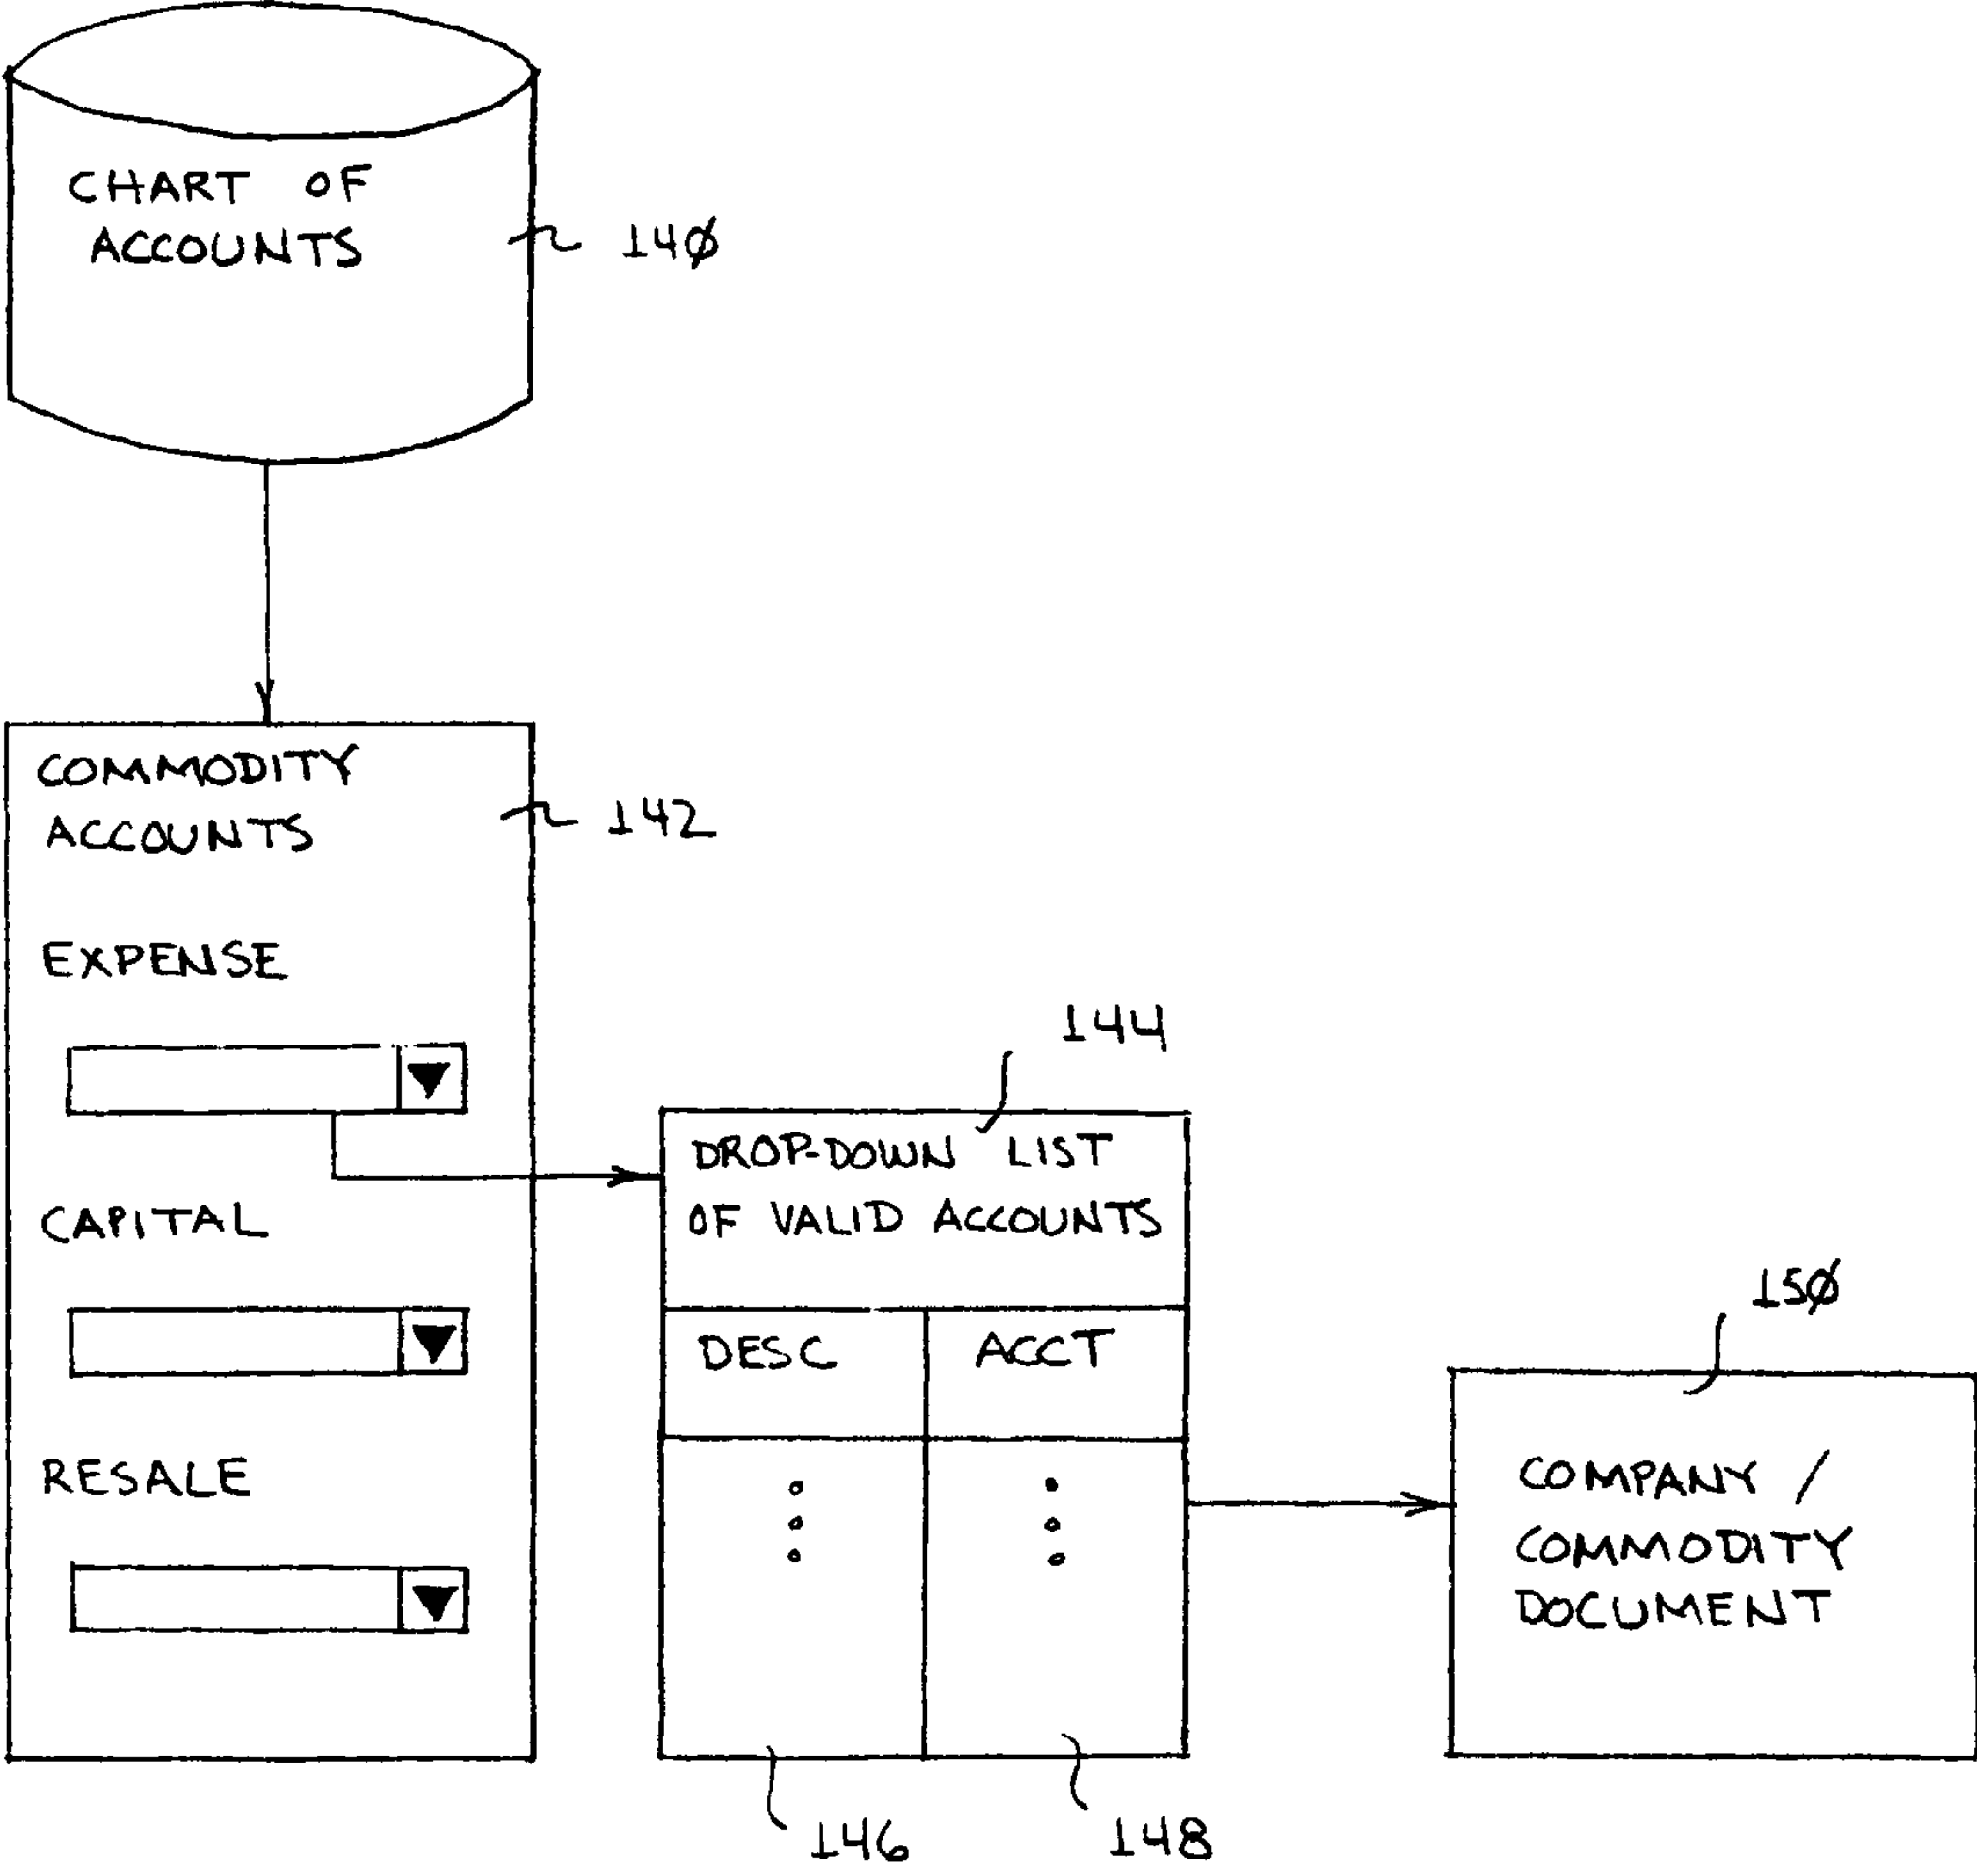 CHART OF
ACCOUNTS
140
COMMODITY
ACCOUNTS
142
EXPENSE
CAPITAL
RESALE
144
DROP-DOWN LIST
OF VALID ACCOUNTS
DESC ACCT
146 148
150
COMPANY /
COMMODITY
DOCUMENT